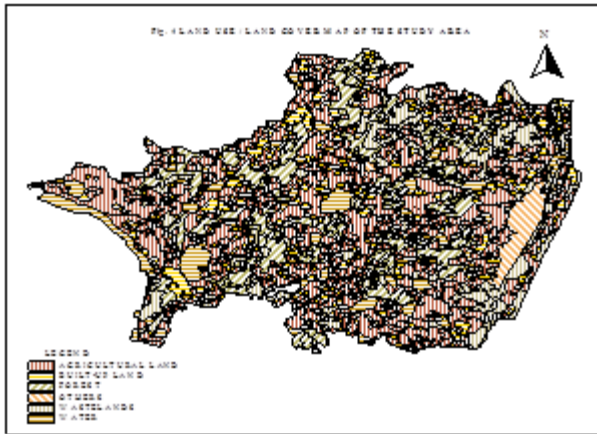 Fig. 4 LAND USE / LAND COVER MAP OF THE STUDY AREA
N
LEGEND
AGRICULTURAL LAND
BUILT-UP LAND
FOREST
OTHERS
WASTELANDS
WATER